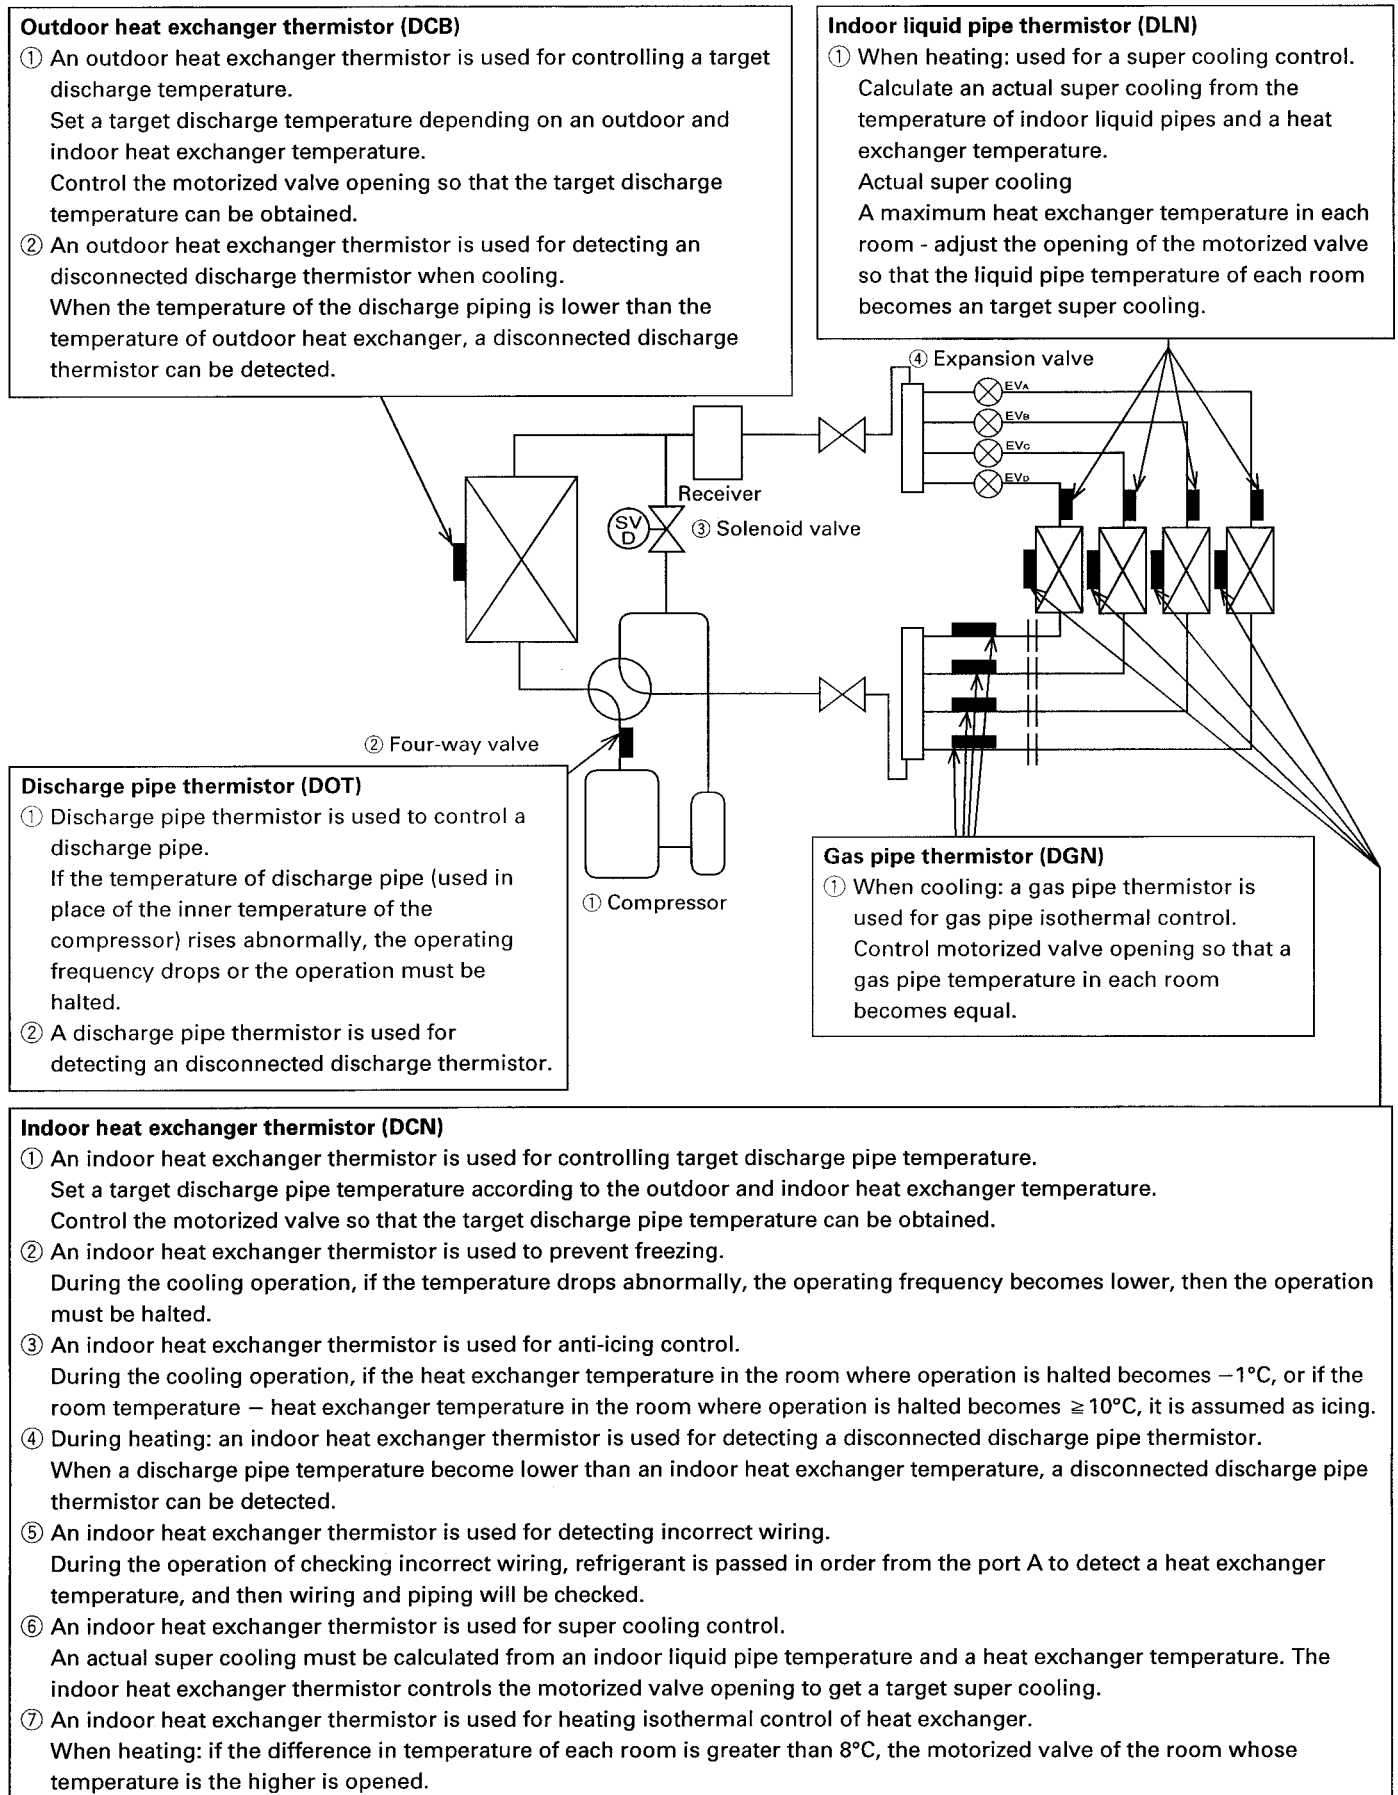 Outdoor heat exchanger thermistor (DCB)
① An outdoor heat exchanger thermistor is used for controlling a target
discharge temperature.
Set a target discharge temperature depending on an outdoor and
indoor heat exchanger temperature.
Control the motorized valve opening so that the target discharge
temperature can be obtained.
② An outdoor heat exchanger thermistor is used for detecting an
disconnected discharge thermistor when cooling.
When the temperature of the discharge piping is lower than the
temperature of outdoor heat exchanger, a disconnected discharge
thermistor can be detected.
Indoor liquid pipe thermistor (DLN)
① When heating: used for a super cooling control.
Calculate an actual super cooling from the
temperature of indoor liquid pipes and a heat
exchanger temperature.
Actual super cooling
A maximum heat exchanger temperature in each
room - adjust the opening of the motorized valve
so that the liquid pipe temperature of each room
becomes an target super cooling.
④ Expansion valve
EVA
EVB
EVC
EVD
Receiver
SV
D
③ Solenoid valve
② Four-way valve
① Compressor
Discharge pipe thermistor (DOT)
① Discharge pipe thermistor is used to control a
discharge pipe.
If the temperature of discharge pipe (used in
place of the inner temperature of the
compressor) rises abnormally, the operating
frequency drops or the operation must be
halted.
② A discharge pipe thermistor is used for
detecting an disconnected discharge thermistor.
Gas pipe thermistor (DGN)
① When cooling: a gas pipe thermistor is
used for gas pipe isothermal control.
Control motorized valve opening so that a
gas pipe temperature in each room
becomes equal.
Indoor heat exchanger thermistor (DCN)
① An indoor heat exchanger thermistor is used for controlling target discharge pipe temperature.
Set a target discharge pipe temperature according to the outdoor and indoor heat exchanger temperature.
Control the motorized valve so that the target discharge pipe temperature can be obtained.
② An indoor heat exchanger thermistor is used to prevent freezing.
During the cooling operation, if the temperature drops abnormally, the operating frequency becomes lower, then the operation
must be halted.
③ An indoor heat exchanger thermistor is used for anti-icing control.
During the cooling operation, if the heat exchanger temperature in the room where operation is halted becomes −1°C, or if the
room temperature − heat exchanger temperature in the room where operation is halted becomes ≧10°C, it is assumed as icing.
④ During heating: an indoor heat exchanger thermistor is used for detecting a disconnected discharge pipe thermistor.
When a discharge pipe temperature become lower than an indoor heat exchanger temperature, a disconnected discharge pipe
thermistor can be detected.
⑤ An indoor heat exchanger thermistor is used for detecting incorrect wiring.
During the operation of checking incorrect wiring, refrigerant is passed in order from the port A to detect a heat exchanger
temperature, and then wiring and piping will be checked.
⑥ An indoor heat exchanger thermistor is used for super cooling control.
An actual super cooling must be calculated from an indoor liquid pipe temperature and a heat exchanger temperature. The
indoor heat exchanger thermistor controls the motorized valve opening to get a target super cooling.
⑦ An indoor heat exchanger thermistor is used for heating isothermal control of heat exchanger.
When heating: if the difference in temperature of each room is greater than 8°C, the motorized valve of the room whose
temperature is the higher is opened.